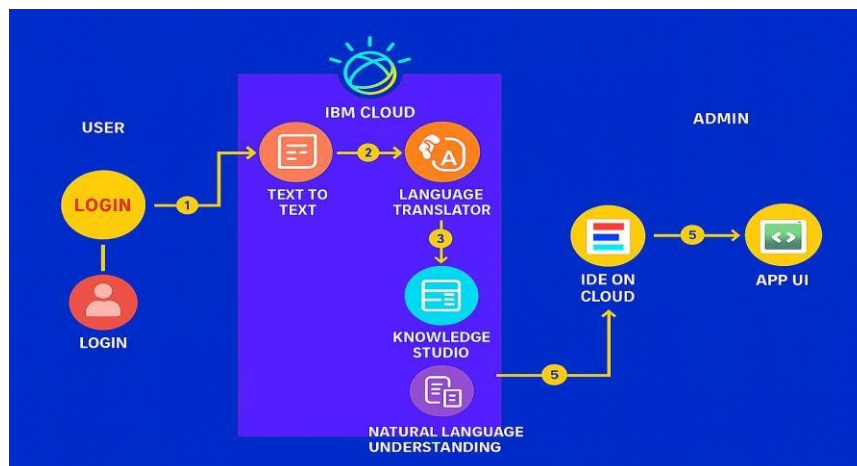 IBM CLOUD
USER
ADMIN
LOGIN
1
TEXT TO
TEXT
2
A
LANGUAGE
TRANSLATOR
3
KNOWLEDGE
STUDIO
NATURAL LANGUAGE
UNDERSTANDING
LOGIN
5
IDE ON
CLOUD
5
<>
APP UI